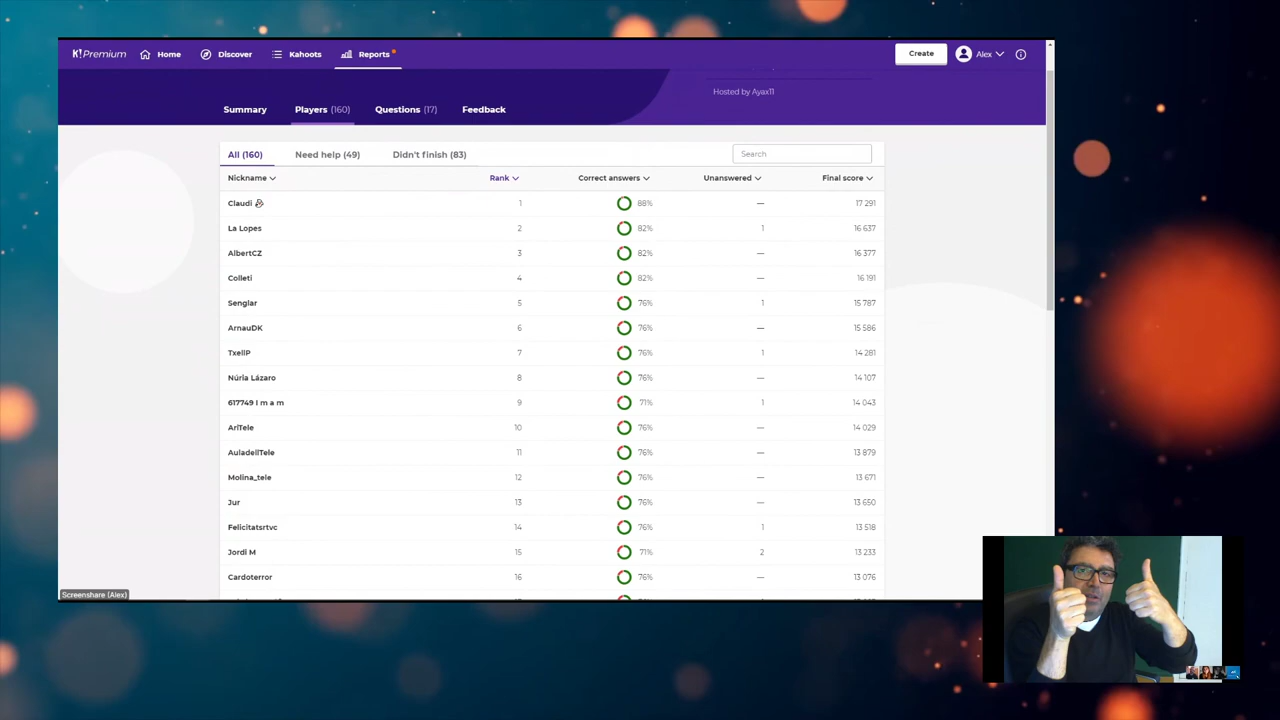 K!Premium Home Discover Kahoots Reports Create Alex
Hosted by Ayax11
Summary Players (160) Questions (17) Feedback
All (160) Need help (49) Didn't finish (83) Search
Nickname Rank Correct answers Unanswered Final score
Claudi 1 88% — 17 291
La Lopes 2 82% 1 16 637
AlbertCZ 3 82% — 16 377
Colleti 4 82% — 16 191
Senglar 5 76% 1 15 787
ArnauDK 6 76% — 15 586
TxellP 7 76% 1 14 281
Núria Lázaro 8 76% — 14 107
617749 I m a m 9 71% 1 14 043
AriTele 10 76% — 14 029
AuladellTele 11 76% — 13 879
Molina_tele 12 76% — 13 671
Jur 13 76% — 13 650
Felicitatsrtvc 14 76% 1 13 518
Jordi M 15 71% 2 13 233
Cardoterror 16 76% — 13 076
Screenshare (Alex)